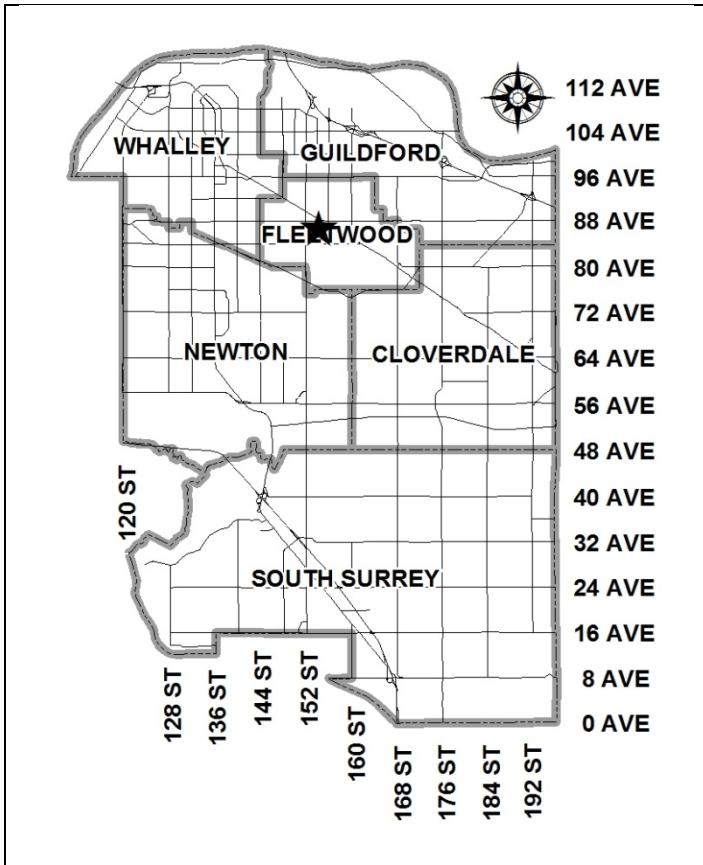 112 AVE
104 AVE
WHALLEY
GUILDFORD
96 AVE
88 AVE
FLEETWOOD
80 AVE
72 AVE
NEWTON
CLOVERDALE
64 AVE
56 AVE
48 AVE
120 ST
40 AVE
32 AVE
SOUTH SURREY
24 AVE
16 AVE
128 ST
136 ST
144 ST
152 ST
160 ST
8 AVE
0 AVE
168 ST
176 ST
184 ST
192 ST